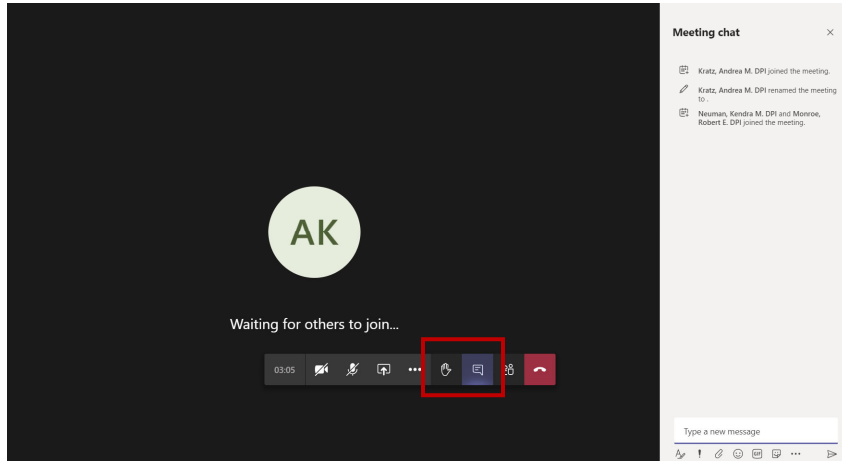 Meeting chat
Kratz, Andrea M. DPI joined the meeting.
Kratz, Andrea M. DPI renamed the meeting
to .
Neuman, Kendra M. DPI and Monroe,
Robert E. DPI joined the meeting.
AK
Waiting for others to join...
03:05
Type a new message
GIF